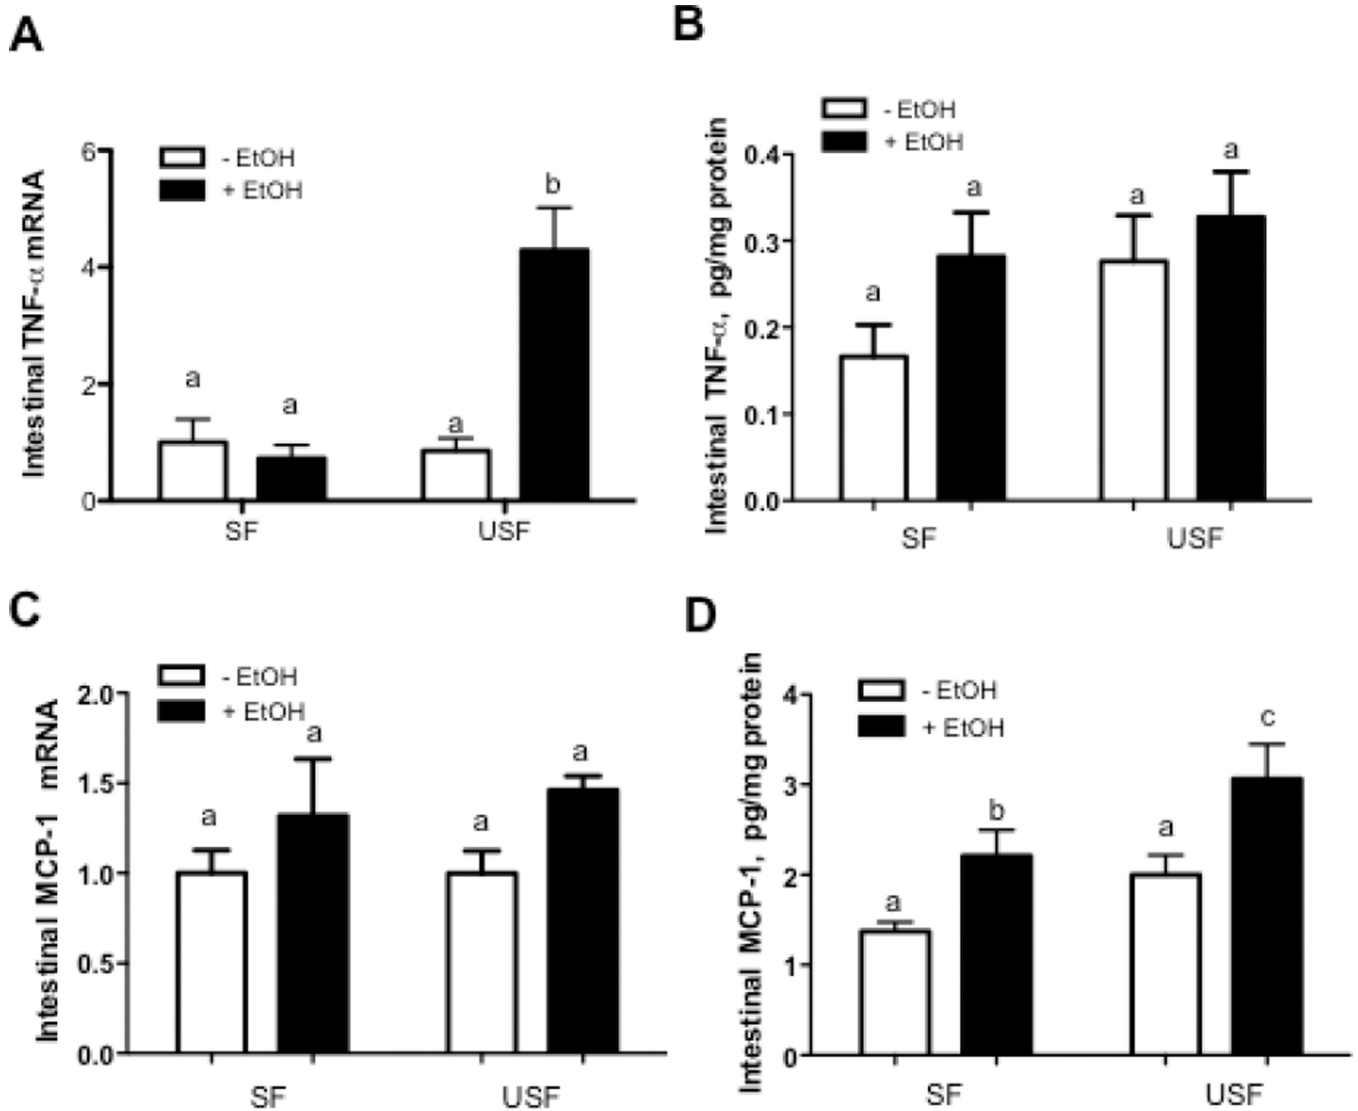 A
Intestinal TNF-α mRNA
- EtOH
+ EtOH
6
4
2
0
a
a
a
b
SF
USF
B
Intestinal TNF-α, pg/mg protein
- EtOH
+ EtOH
0.4
0.3
0.2
0.1
0.0
a
a
a
a
SF
USF
C
Intestinal MCP-1 mRNA
- EtOH
+ EtOH
2.0
1.5
1.0
0.5
0.0
a
a
a
a
SF
USF
D
Intestinal MCP-1, pg/mg protein
- EtOH
+ EtOH
4
3
2
1
0
a
b
a
c
SF
USF